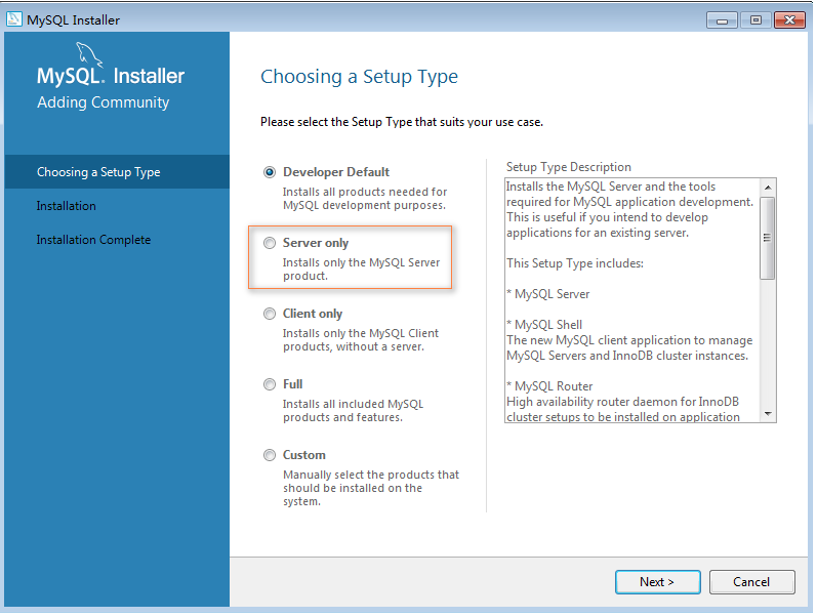 MySQL Installer
MySQL. Installer
Adding Community
Choosing a Setup Type
Installation
Installation Complete
Choosing a Setup Type
Please select the Setup Type that suits your use case.
Developer Default
Installs all products needed for
MySQL development purposes.
Server only
Installs only the MySQL Server
product.
Client only
Installs only the MySQL Client
products, without a server.
Full
Installs all included MySQL
products and features.
Custom
Manually select the products that
should be installed on the
system.
Setup Type Description
Installs the MySQL Server and the tools
required for MySQL application development.
This is useful if you intend to develop
applications for an existing server.
This Setup Type includes:
* MySQL Server
* MySQL Shell
The new MySQL client application to manage
MySQL Servers and InnoDB cluster instances.
* MySQL Router
High availability router daemon for InnoDB
cluster setups to be installed on application
Next >
Cancel